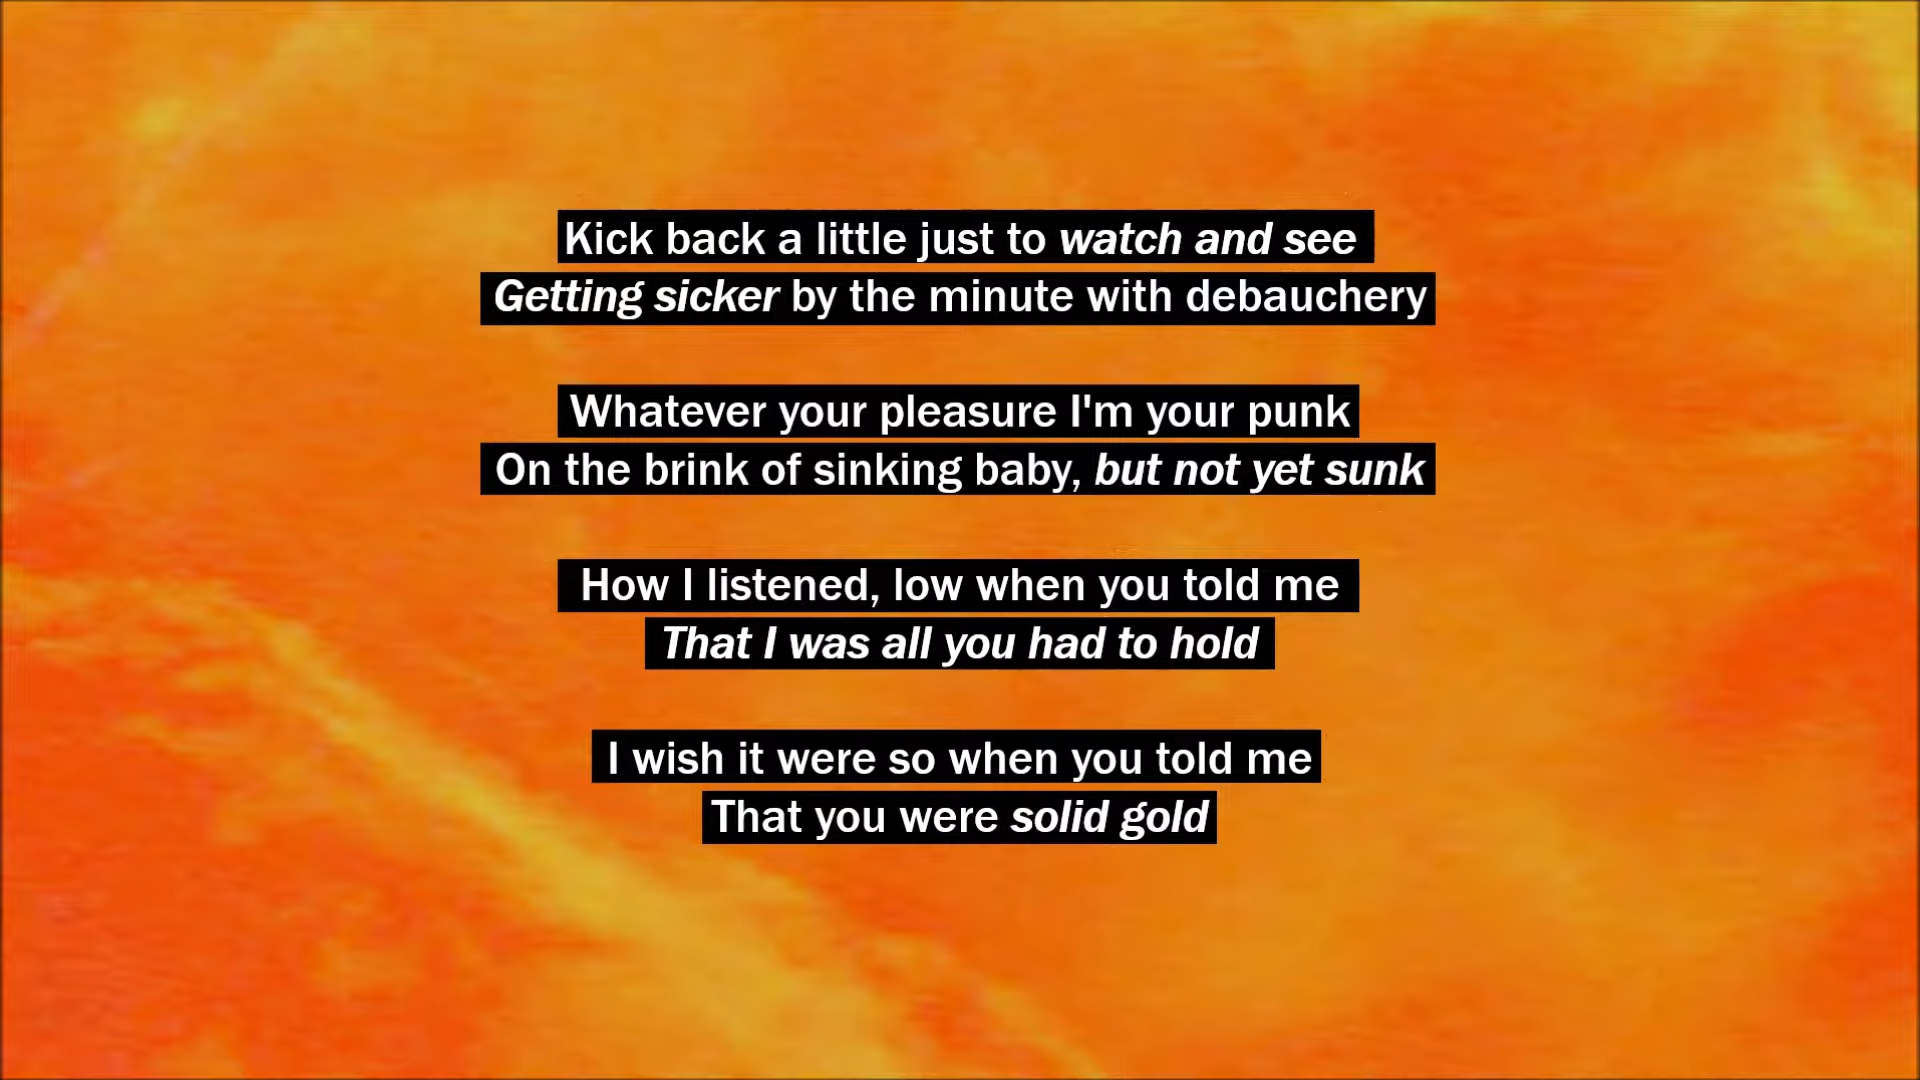 Kick back a little just to watch and see
Getting sicker by the minute with debauchery
Whatever your pleasure I'm your punk
On the brink of sinking baby, but not yet sunk
How I listened, low when you told me
That I was all you had to hold
I wish it were so when you told me
That you were solid gold